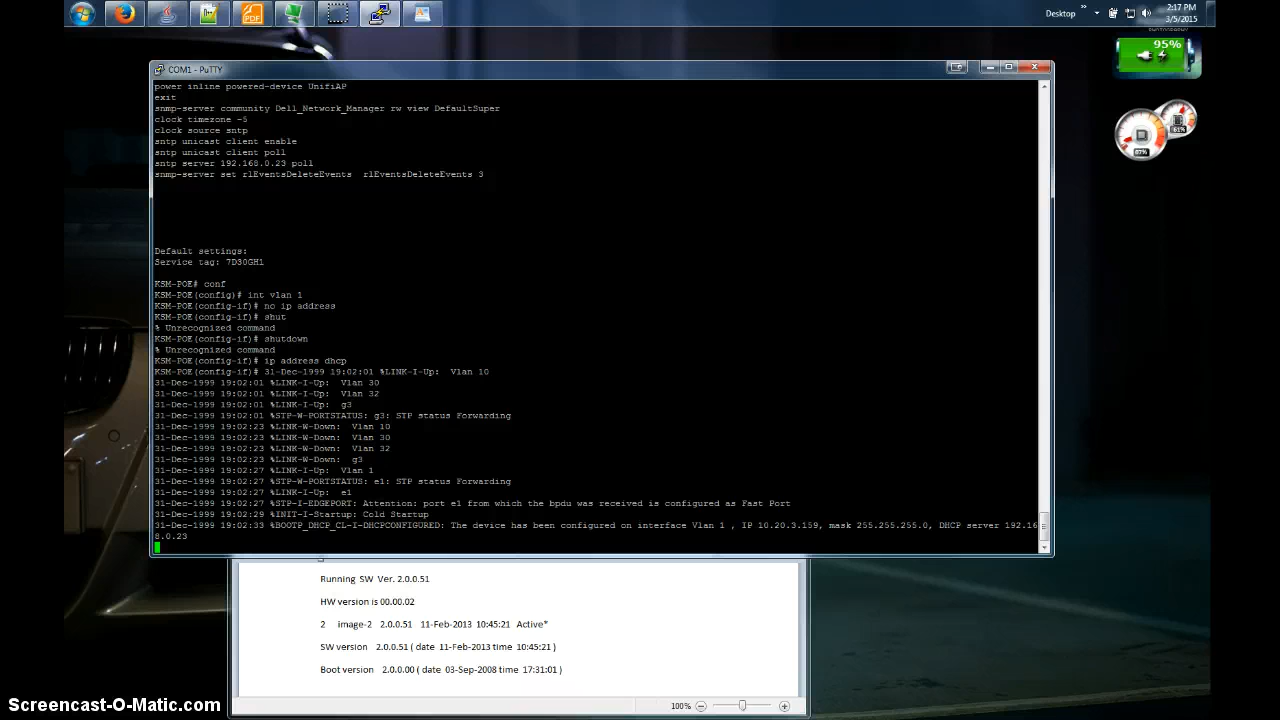 Desktop
2:17 PM
3/5/2015
95%
COM1 - PuTTY
power inline powered-device UnifiAP
exit
snmp-server community Dell_Network_Manager rw view DefaultSuper
clock timezone -5
clock source sntp
sntp unicast client enable
sntp unicast client poll
sntp server 192.168.0.23 poll
snmp-server set rlEventsDeleteEvents  rlEventsDeleteEvents 3
Default settings:
Service tag: 7D30GH1
KSM-POE# conf
KSM-POE(config)# int vlan 1
KSM-POE(config-if)# no ip address
KSM-POE(config-if)# shut
% Unrecognized command
KSM-POE(config-if)# shutdown
% Unrecognized command
KSM-POE(config-if)# ip address dhcp
KSM-POE(config-if)# 31-Dec-1999 19:02:01 %LINK-I-Up:  Vlan 10
31-Dec-1999 19:02:01 %LINK-I-Up:  Vlan 30
31-Dec-1999 19:02:01 %LINK-I-Up:  Vlan 32
31-Dec-1999 19:02:01 %LINK-I-Up:  g3
31-Dec-1999 19:02:01 %STP-W-PORTSTATUS: g3: STP status Forwarding
31-Dec-1999 19:02:23 %LINK-W-Down:  Vlan 10
31-Dec-1999 19:02:23 %LINK-W-Down:  Vlan 30
31-Dec-1999 19:02:23 %LINK-W-Down:  Vlan 32
31-Dec-1999 19:02:23 %LINK-W-Down:  g3
31-Dec-1999 19:02:27 %LINK-I-Up:  Vlan 1
31-Dec-1999 19:02:27 %STP-W-PORTSTATUS: e1: STP status Forwarding
31-Dec-1999 19:02:27 %LINK-I-Up:  e1
31-Dec-1999 19:02:27 %STP-I-EDGEPORT: Attention: port e1 from which the bpdu was received is configured as Fast Port
31-Dec-1999 19:02:29 %INIT-I-Startup: Cold Startup
31-Dec-1999 19:02:33 %BOOTP_DHCP_CL-I-DHCPCONFIGURED: The device has been configured on interface Vlan 1 , IP 10.20.3.159, mask 255.255.255.0, DHCP server 192.16
8.0.23
Running SW Ver. 2.0.0.51
HW version is 00.00.02
2 image-2 2.0.0.51 11-Feb-2013 10:45:21 Active*
SW version 2.0.0.51 ( date 11-Feb-2013 time 10:45:21 )
Boot version 2.0.0.00 ( date 03-Sep-2008 time 17:31:01 )
100%
Screencast-O-Matic.com